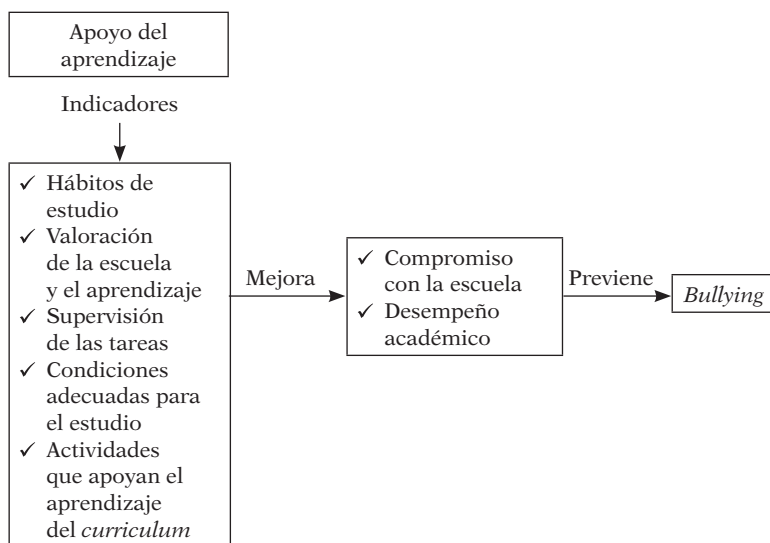 Apoyo del
aprendizaje
Indicadores
✓ Hábitos de
estudio
✓ Valoración
de la escuela
y el aprendizaje
✓ Supervisión
de las tareas
✓ Condiciones
adecuadas para
el estudio
✓ Actividades
que apoyan el
aprendizaje
del curriculum
Mejora
✓ Compromiso
con la escuela
✓ Desempeño
académico
Previene
Bullying